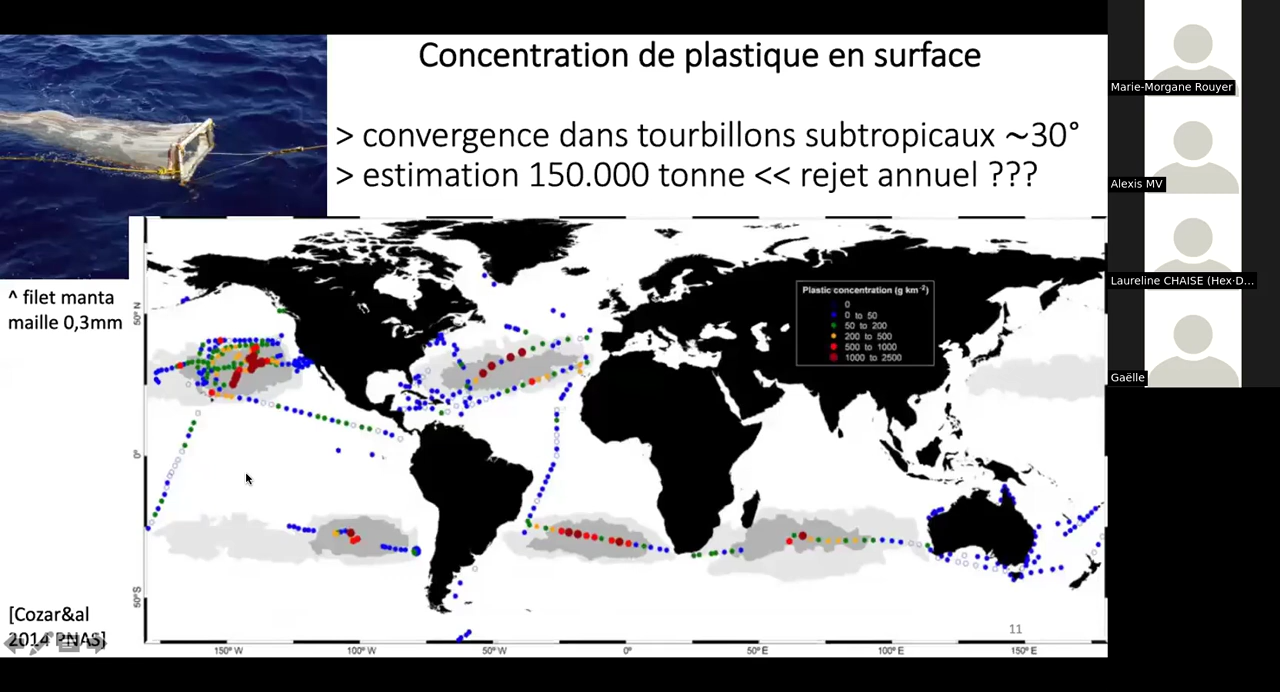 Concentration de plastique en surface
> convergence dans tourbillons subtropicaux ~30°
> estimation 150.000 tonne << rejet annuel ???
^ filet manta
maille 0,3mm
Plastic concentration (g km⁻²)
0
0 to 50
50 to 200
200 to 500
500 to 1000
1000 to 2500
50° N
0°
50° S
150° W
100° W
50° W
0°
50° E
100° E
150° E
11
[Cozar&al
2014 PNAS]
Marie-Morgane Rouyer
Alexis MV
Laureline CHAISE (Hex·D...
Gaëlle